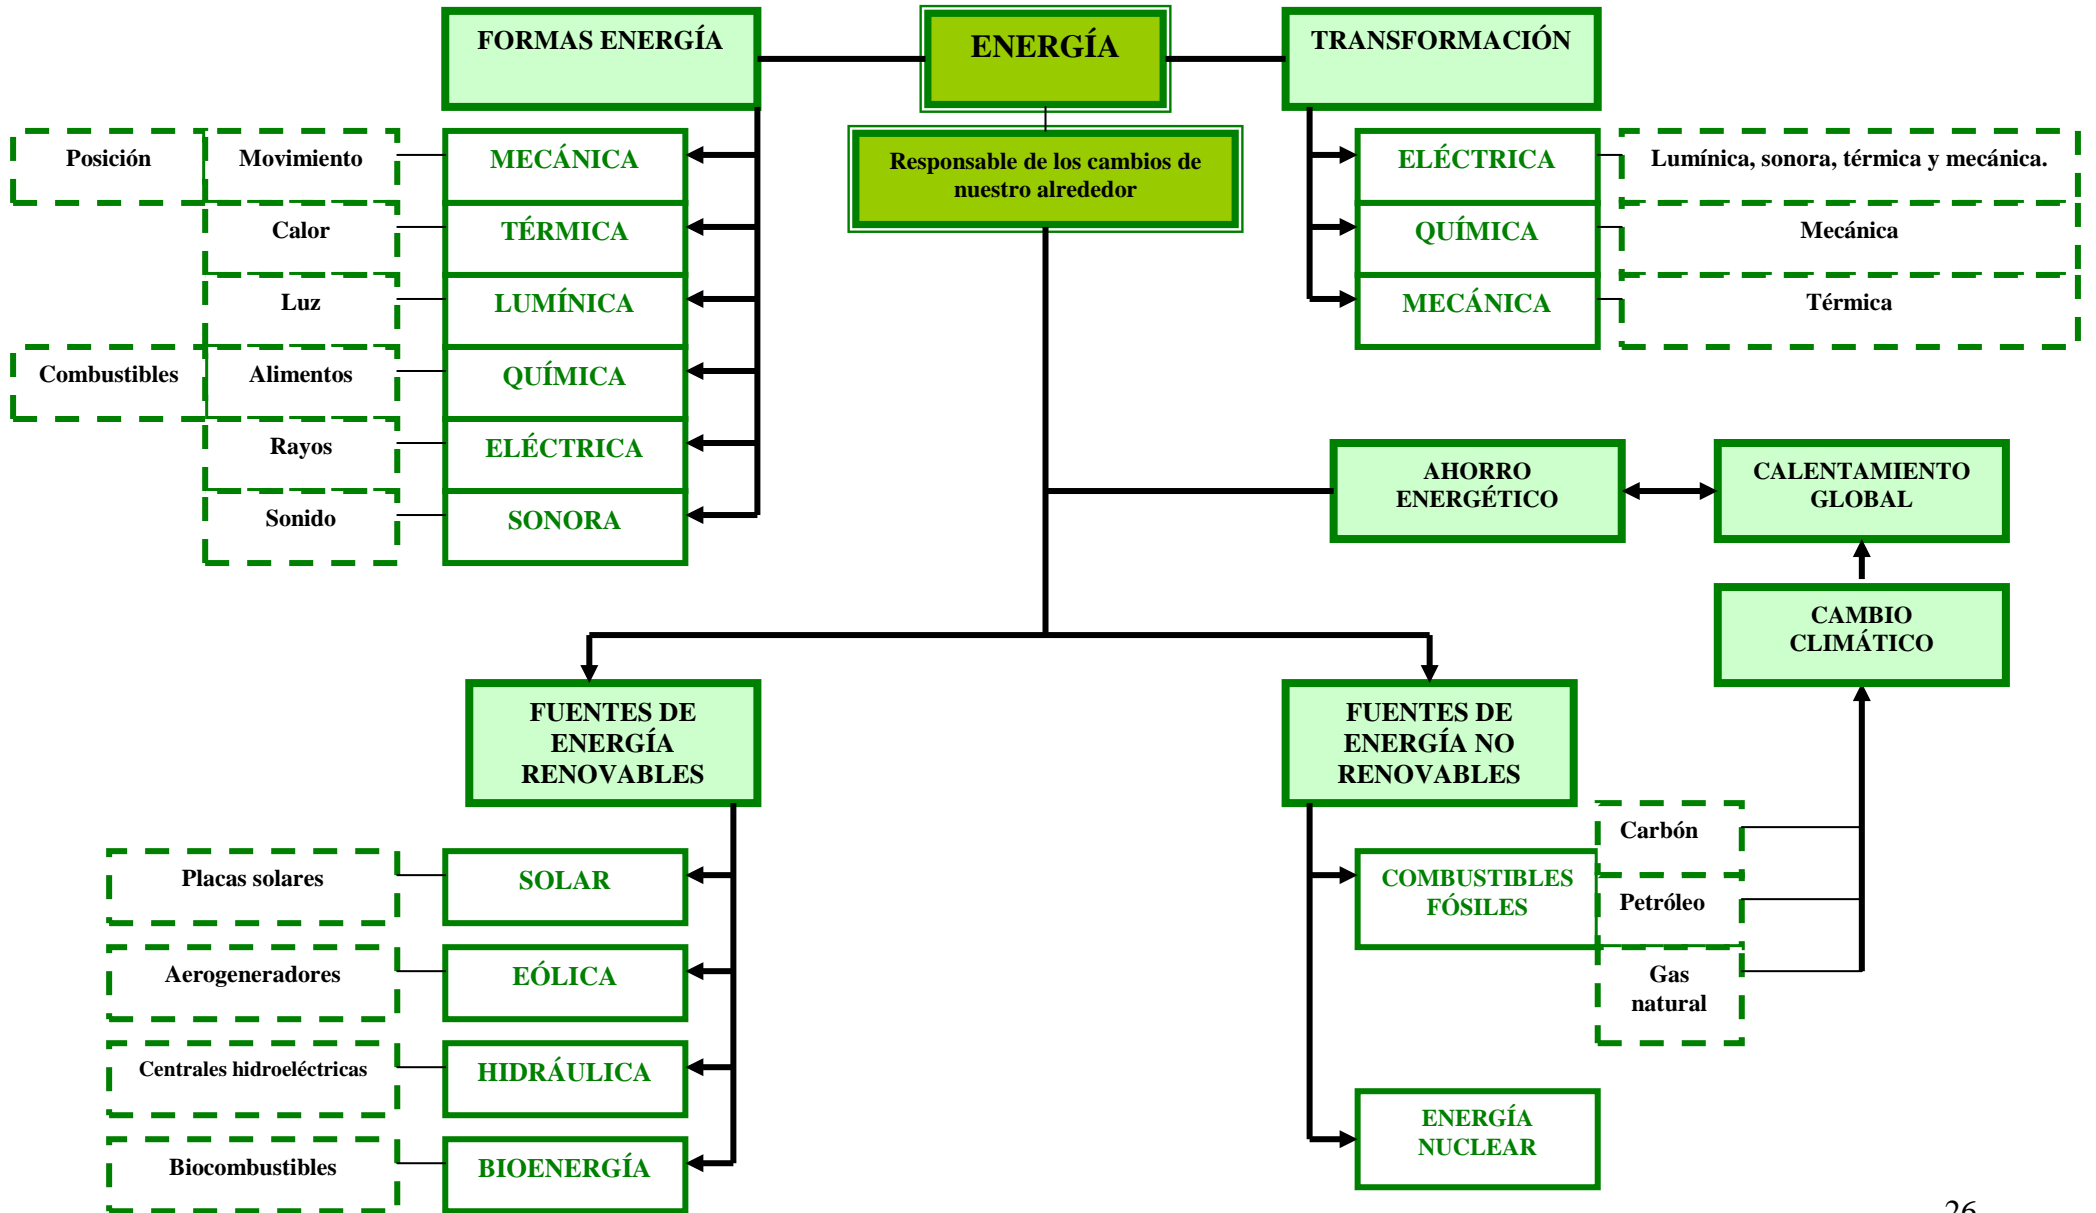 FORMAS ENERGÍA
ENERGÍA
TRANSFORMACIÓN
Responsable de los cambios de
nuestro alrededor
Posición
Movimiento
MECÁNICA
Calor
TÉRMICA
Luz
LUMÍNICA
Combustibles
Alimentos
QUÍMICA
Rayos
ELÉCTRICA
Sonido
SONORA
ELÉCTRICA
Lumínica, sonora, térmica y mecánica.
QUÍMICA
Mecánica
MECÁNICA
Térmica
AHORRO
ENERGÉTICO
CALENTAMIENTO
GLOBAL
CAMBIO
CLIMÁTICO
FUENTES DE
ENERGÍA
RENOVABLES
FUENTES DE
ENERGÍA NO
RENOVABLES
Placas solares
SOLAR
Aerogeneradores
EÓLICA
Centrales hidroeléctricas
HIDRÁULICA
Biocombustibles
BIOENERGÍA
COMBUSTIBLES
FÓSILES
Carbón
Petróleo
Gas
natural
ENERGÍA
NUCLEAR
26